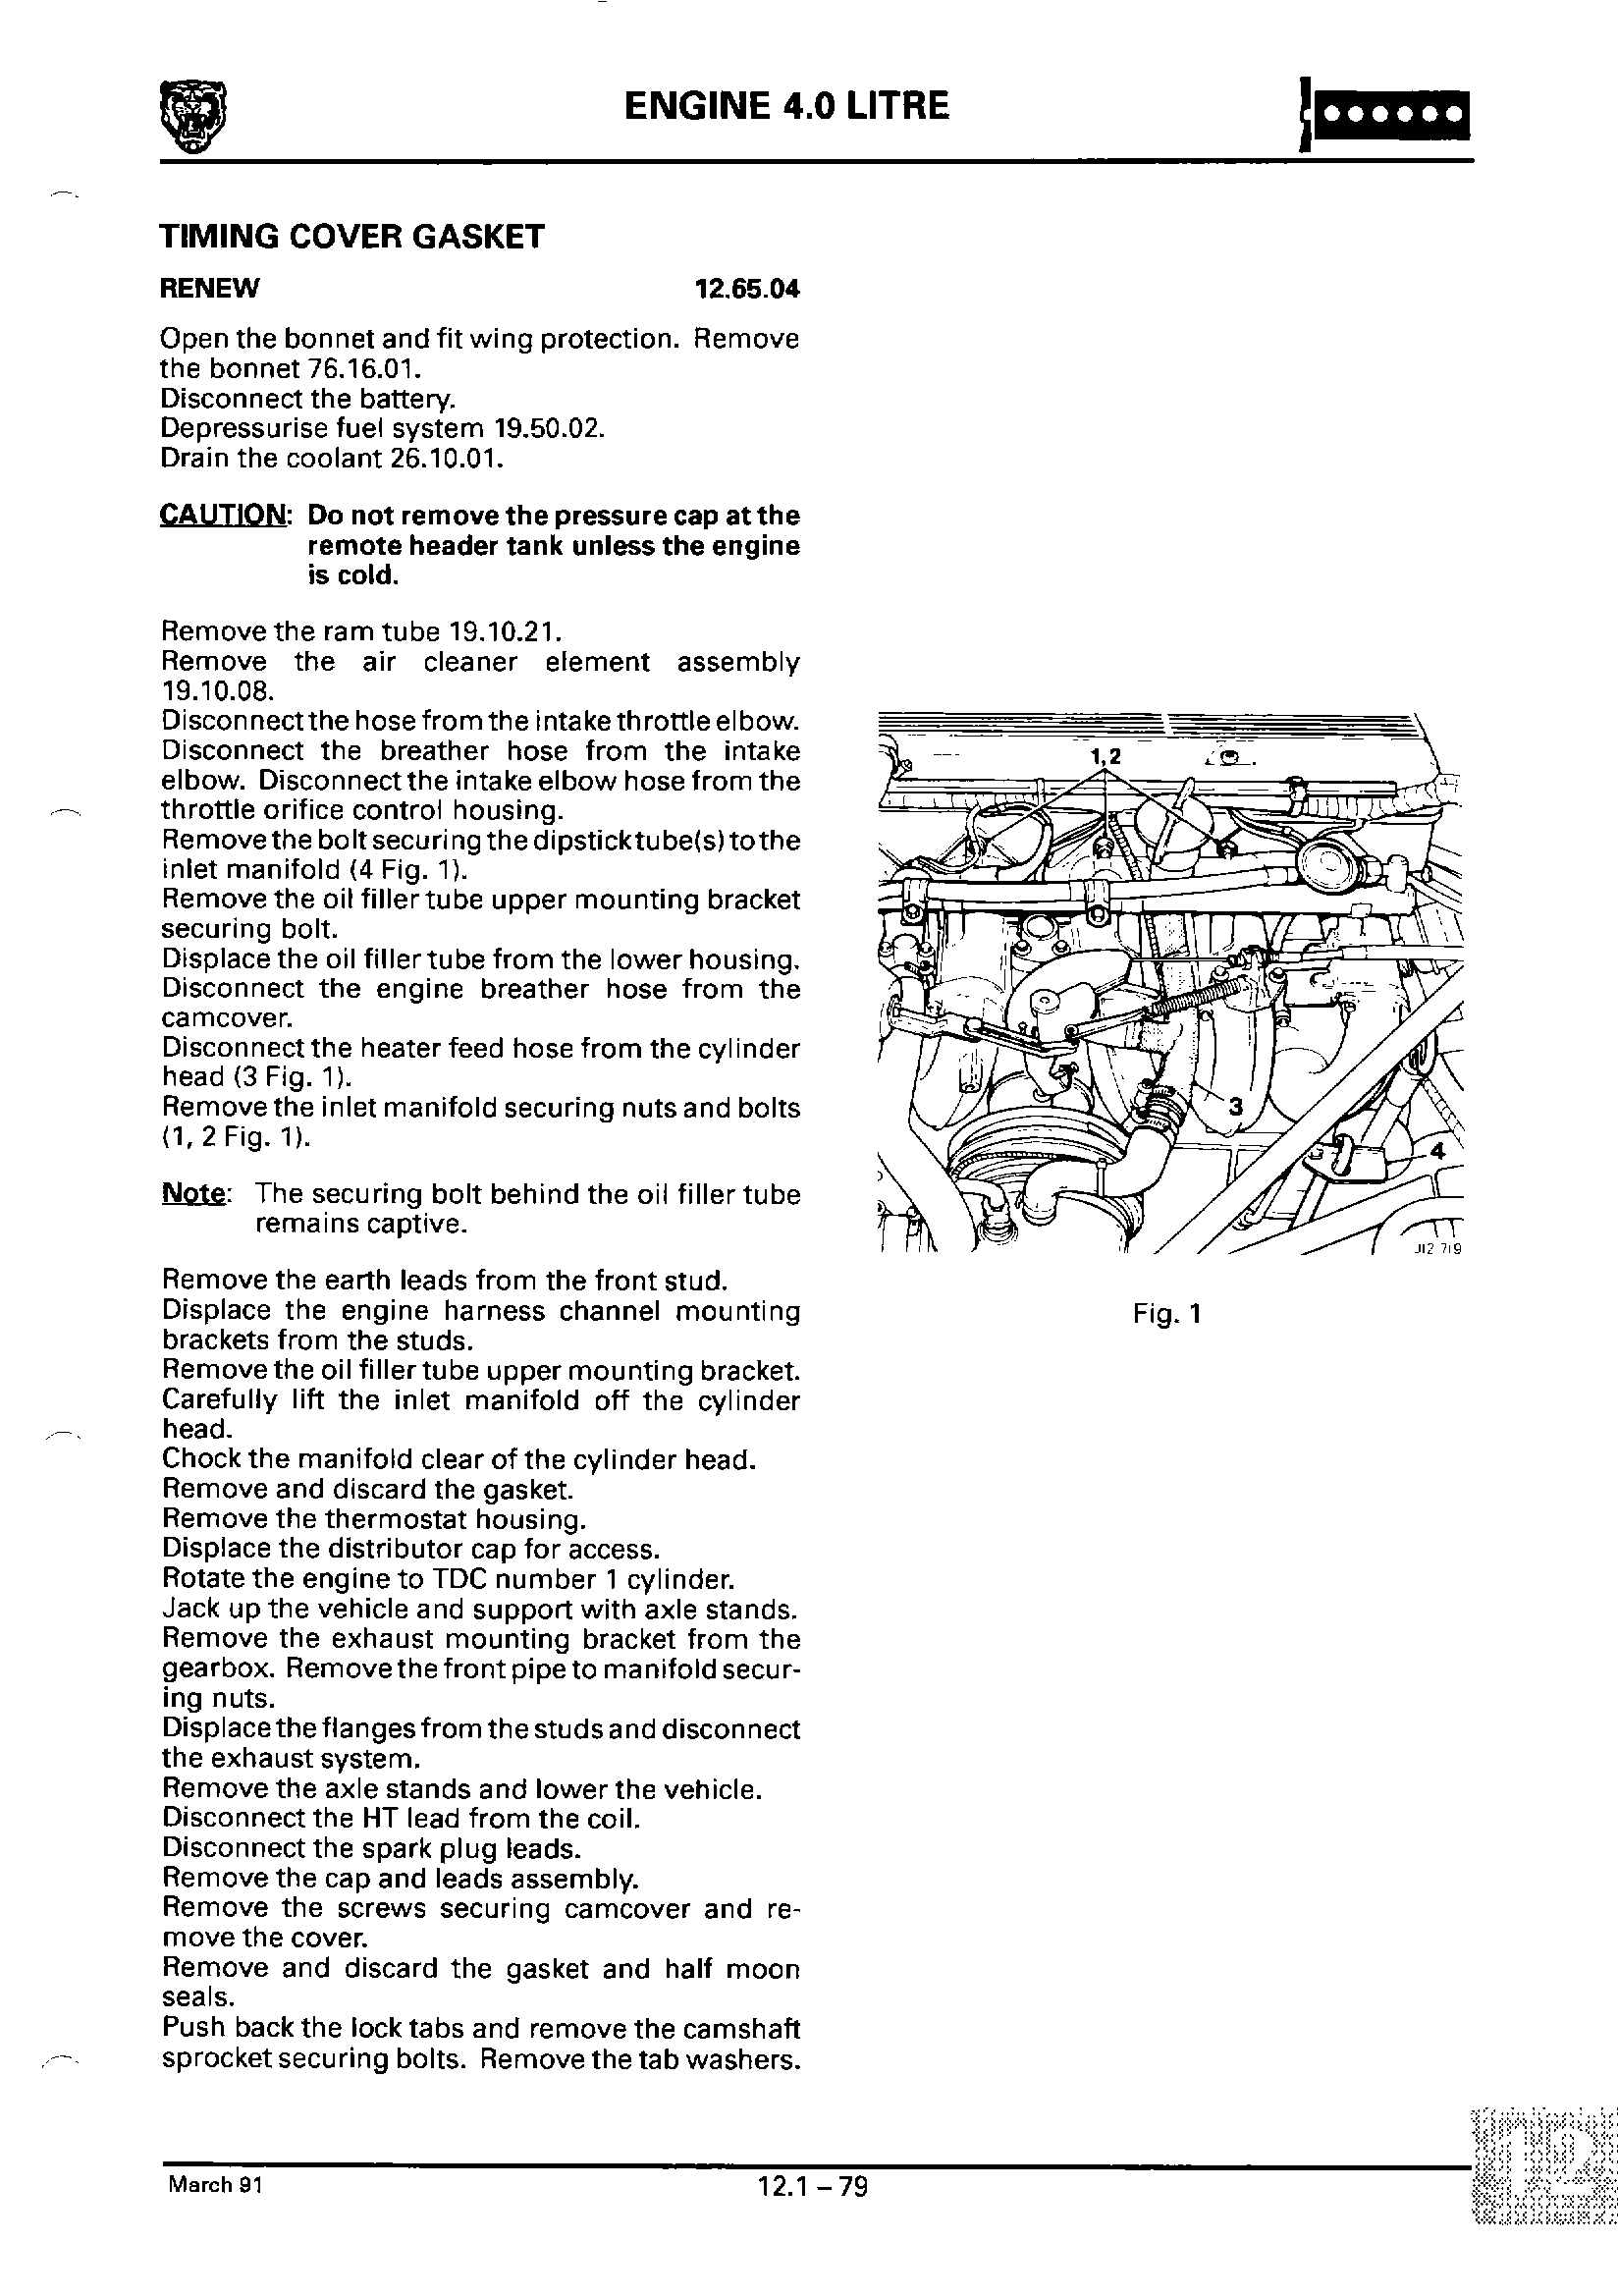 ENGINE 4.0 LITRE
TIMING COVER GASKET
RENEW 12.65.04
Open the bonnet and fit wing protection. Remove
the bonnet 76.16.01.
Disconnect the battery.
Depressurise fuel system 19.50.02.
Drain the coolant 26.10.01.
CAUTION: Do not remove the pressure cap at the
remote header tank unless the engine
is cold.
Remove the ram tube 19.10.21.
Remove the air cleaner element assembly
19.10.08.
Disconnect the hose from the intake throttle elbow.
Disconnect the breather hose from the intake
elbow. Disconnect the intake elbow hose from the
throttle orifice control housing.
Remove the bolt securing the dipstick tube(s) to the
inlet manifold (4 Fig. 1).
Remove the oil filler tube upper mounting bracket
securing bolt.
Displace the oil filler tube from the lower housing.
Disconnect the engine breather hose from the
camcover.
Disconnect the heater feed hose from the cylinder
head (3 Fig. 1).
Remove the inlet manifold securing nuts and bolts
(1, 2 Fig. 1).
Note: The securing bolt behind the oil filler tube
remains captive.
Remove the earth leads from the front stud.
Displace the engine harness channel mounting
brackets from the studs.
Remove the oil filler tube upper mounting bracket.
Carefully lift the inlet manifold off the cylinder
head.
Chock the manifold clear of the cylinder head.
Remove and discard the gasket.
Remove the thermostat housing.
Displace the distributor cap for access.
Rotate the engine to TDC number 1 cylinder.
Jack up the vehicle and support with axle stands.
Remove the exhaust mounting bracket from the
gearbox. Remove the front pipe to manifold secur-
ing nuts.
Displace the flanges from the studs and disconnect
the exhaust system.
Remove the axle stands and lower the vehicle.
Disconnect the HT lead from the coil.
Disconnect the spark plug leads.
Remove the cap and leads assembly.
Remove the screws securing camcover and re-
move the cover.
Remove and discard the gasket and half moon
seals.
Push back the lock tabs and remove the camshaft
sprocket securing bolts. Remove the tab washers.
1,2
3
4
J12 719
Fig. 1
12
March 91
12.1 – 79